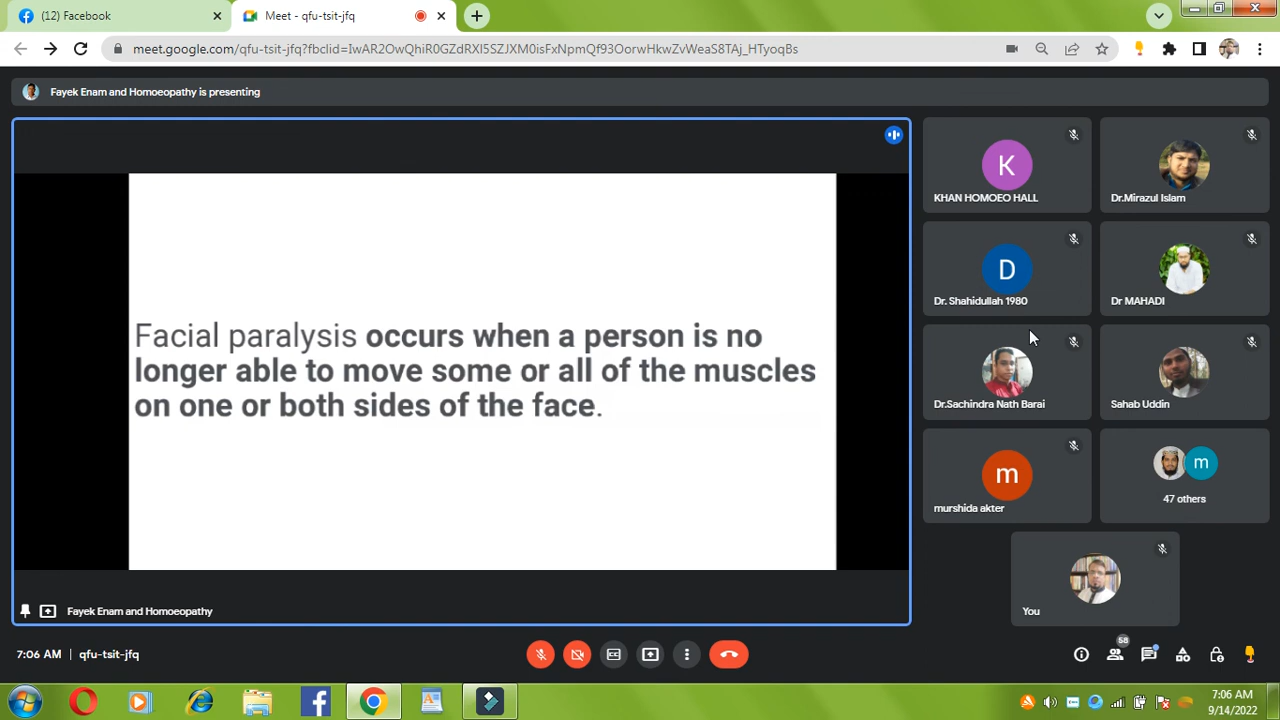 (12) Facebook
Meet - qfu-tsit-jfq
meet.google.com/qfu-tsit-jfq?fbclid=IwAR2OwQhiR0GZdRXI5SZJXM0isFxNpmQf93OorwHkwZvWeaS8TAj_HTyoqBs
Fayek Enam and Homoeopathy is presenting
Facial paralysis occurs when a person is no
longer able to move some or all of the muscles
on one or both sides of the face.
Fayek Enam and Homoeopathy
K
KHAN HOMOEO HALL
Dr.Mirazul Islam
D
Dr. Shahidullah 1980
Dr MAHADI
Dr.Sachindra Nath Barai
Sahab Uddin
m
murshida akter
m
47 others
You
7:06 AM | qfu-tsit-jfq
58
7:06 AM
9/14/2022